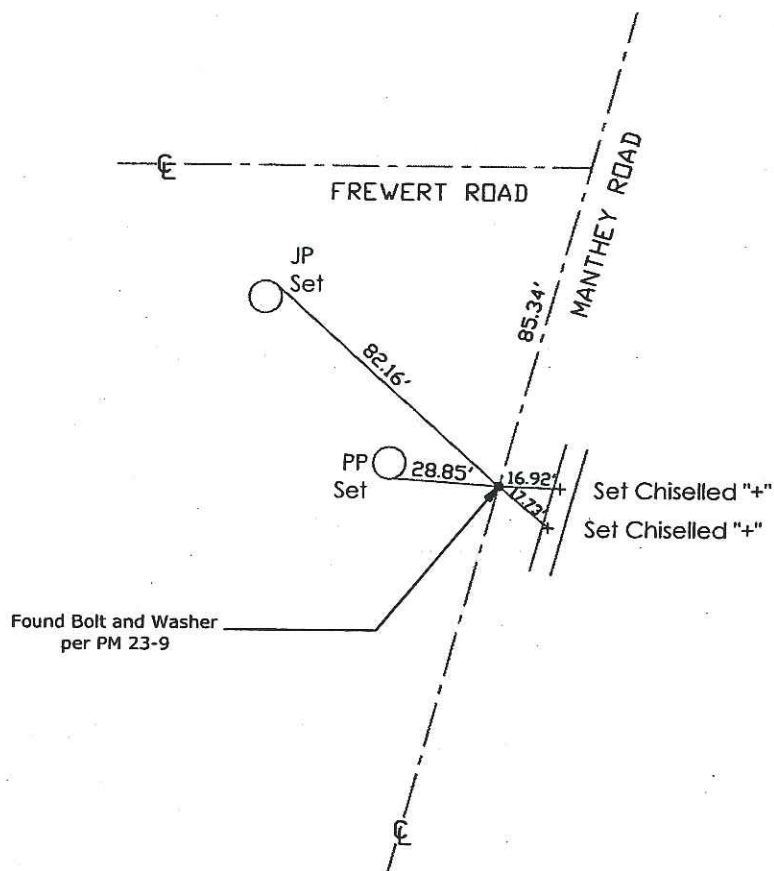 ℄
FREWERT ROAD
MANTHEY ROAD
JP
Set
85.34'
82.16'
PP
Set
28.85'
16.92'
17.73'
Set Chiselled "+"
Set Chiselled "+"
Found Bolt and Washer
per PM 23-9
℄